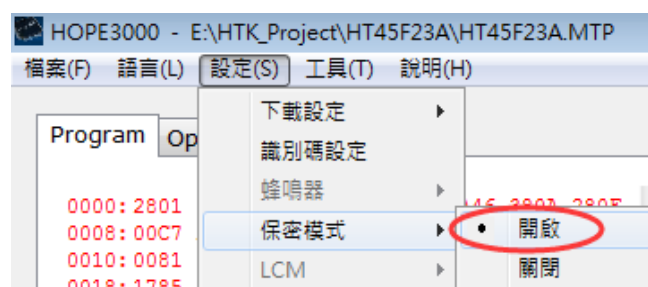 HOPE3000 - E:\HTK_Project\HT45F23A\HT45F23A.MTP
檔案(F) 語言(L) 設定(S) 工具(T) 說明(H)
下載設定
Program Op
識別碼設定
蜂鳴器
0000:2801
保密模式 開啟
0008:00C7
0010:0081
LCM 關閉